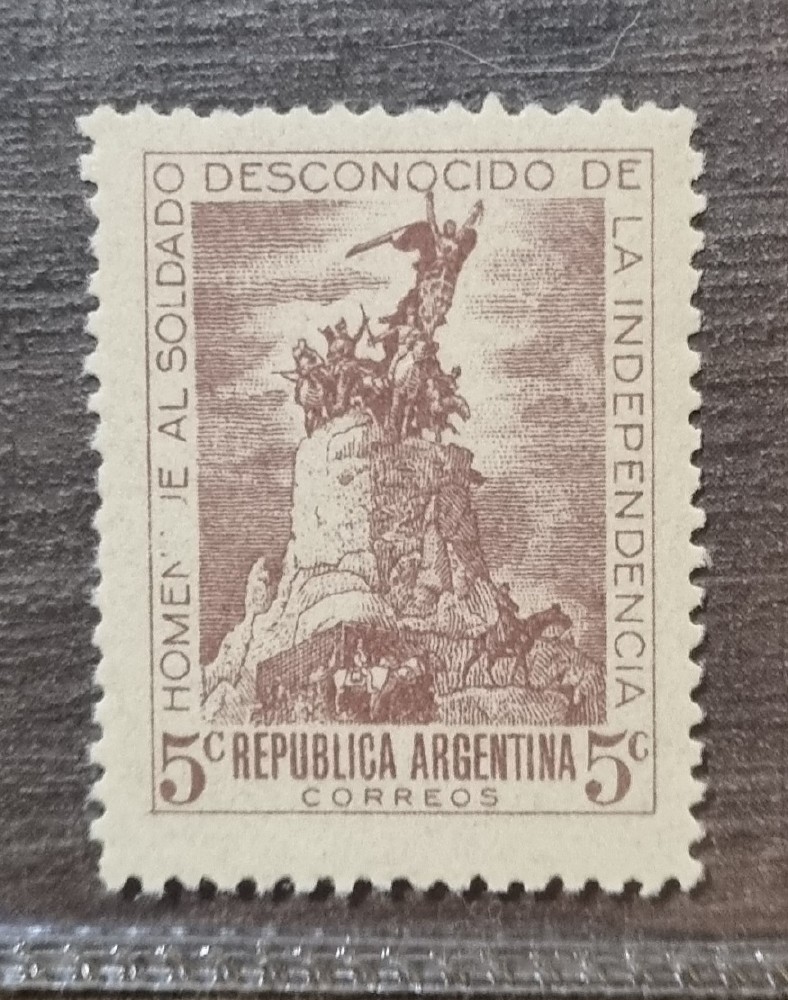 HOMEN JE AL SOLDADO DESCONOCIDO DE LA INDEPENDENCIA
5c REPUBLICA ARGENTINA 5c
CORREOS